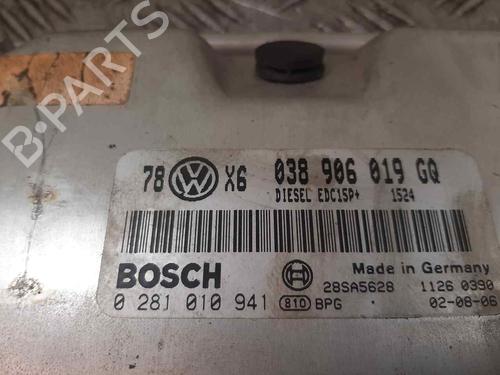 78 VW X6 038 906 019 GQ
DIESEL EDC15P+ 1524
BOSCH
Made in Germany
28SA5628 1126 0390
0 281 010 941 810 BPG 02-08-06
B-PARTS